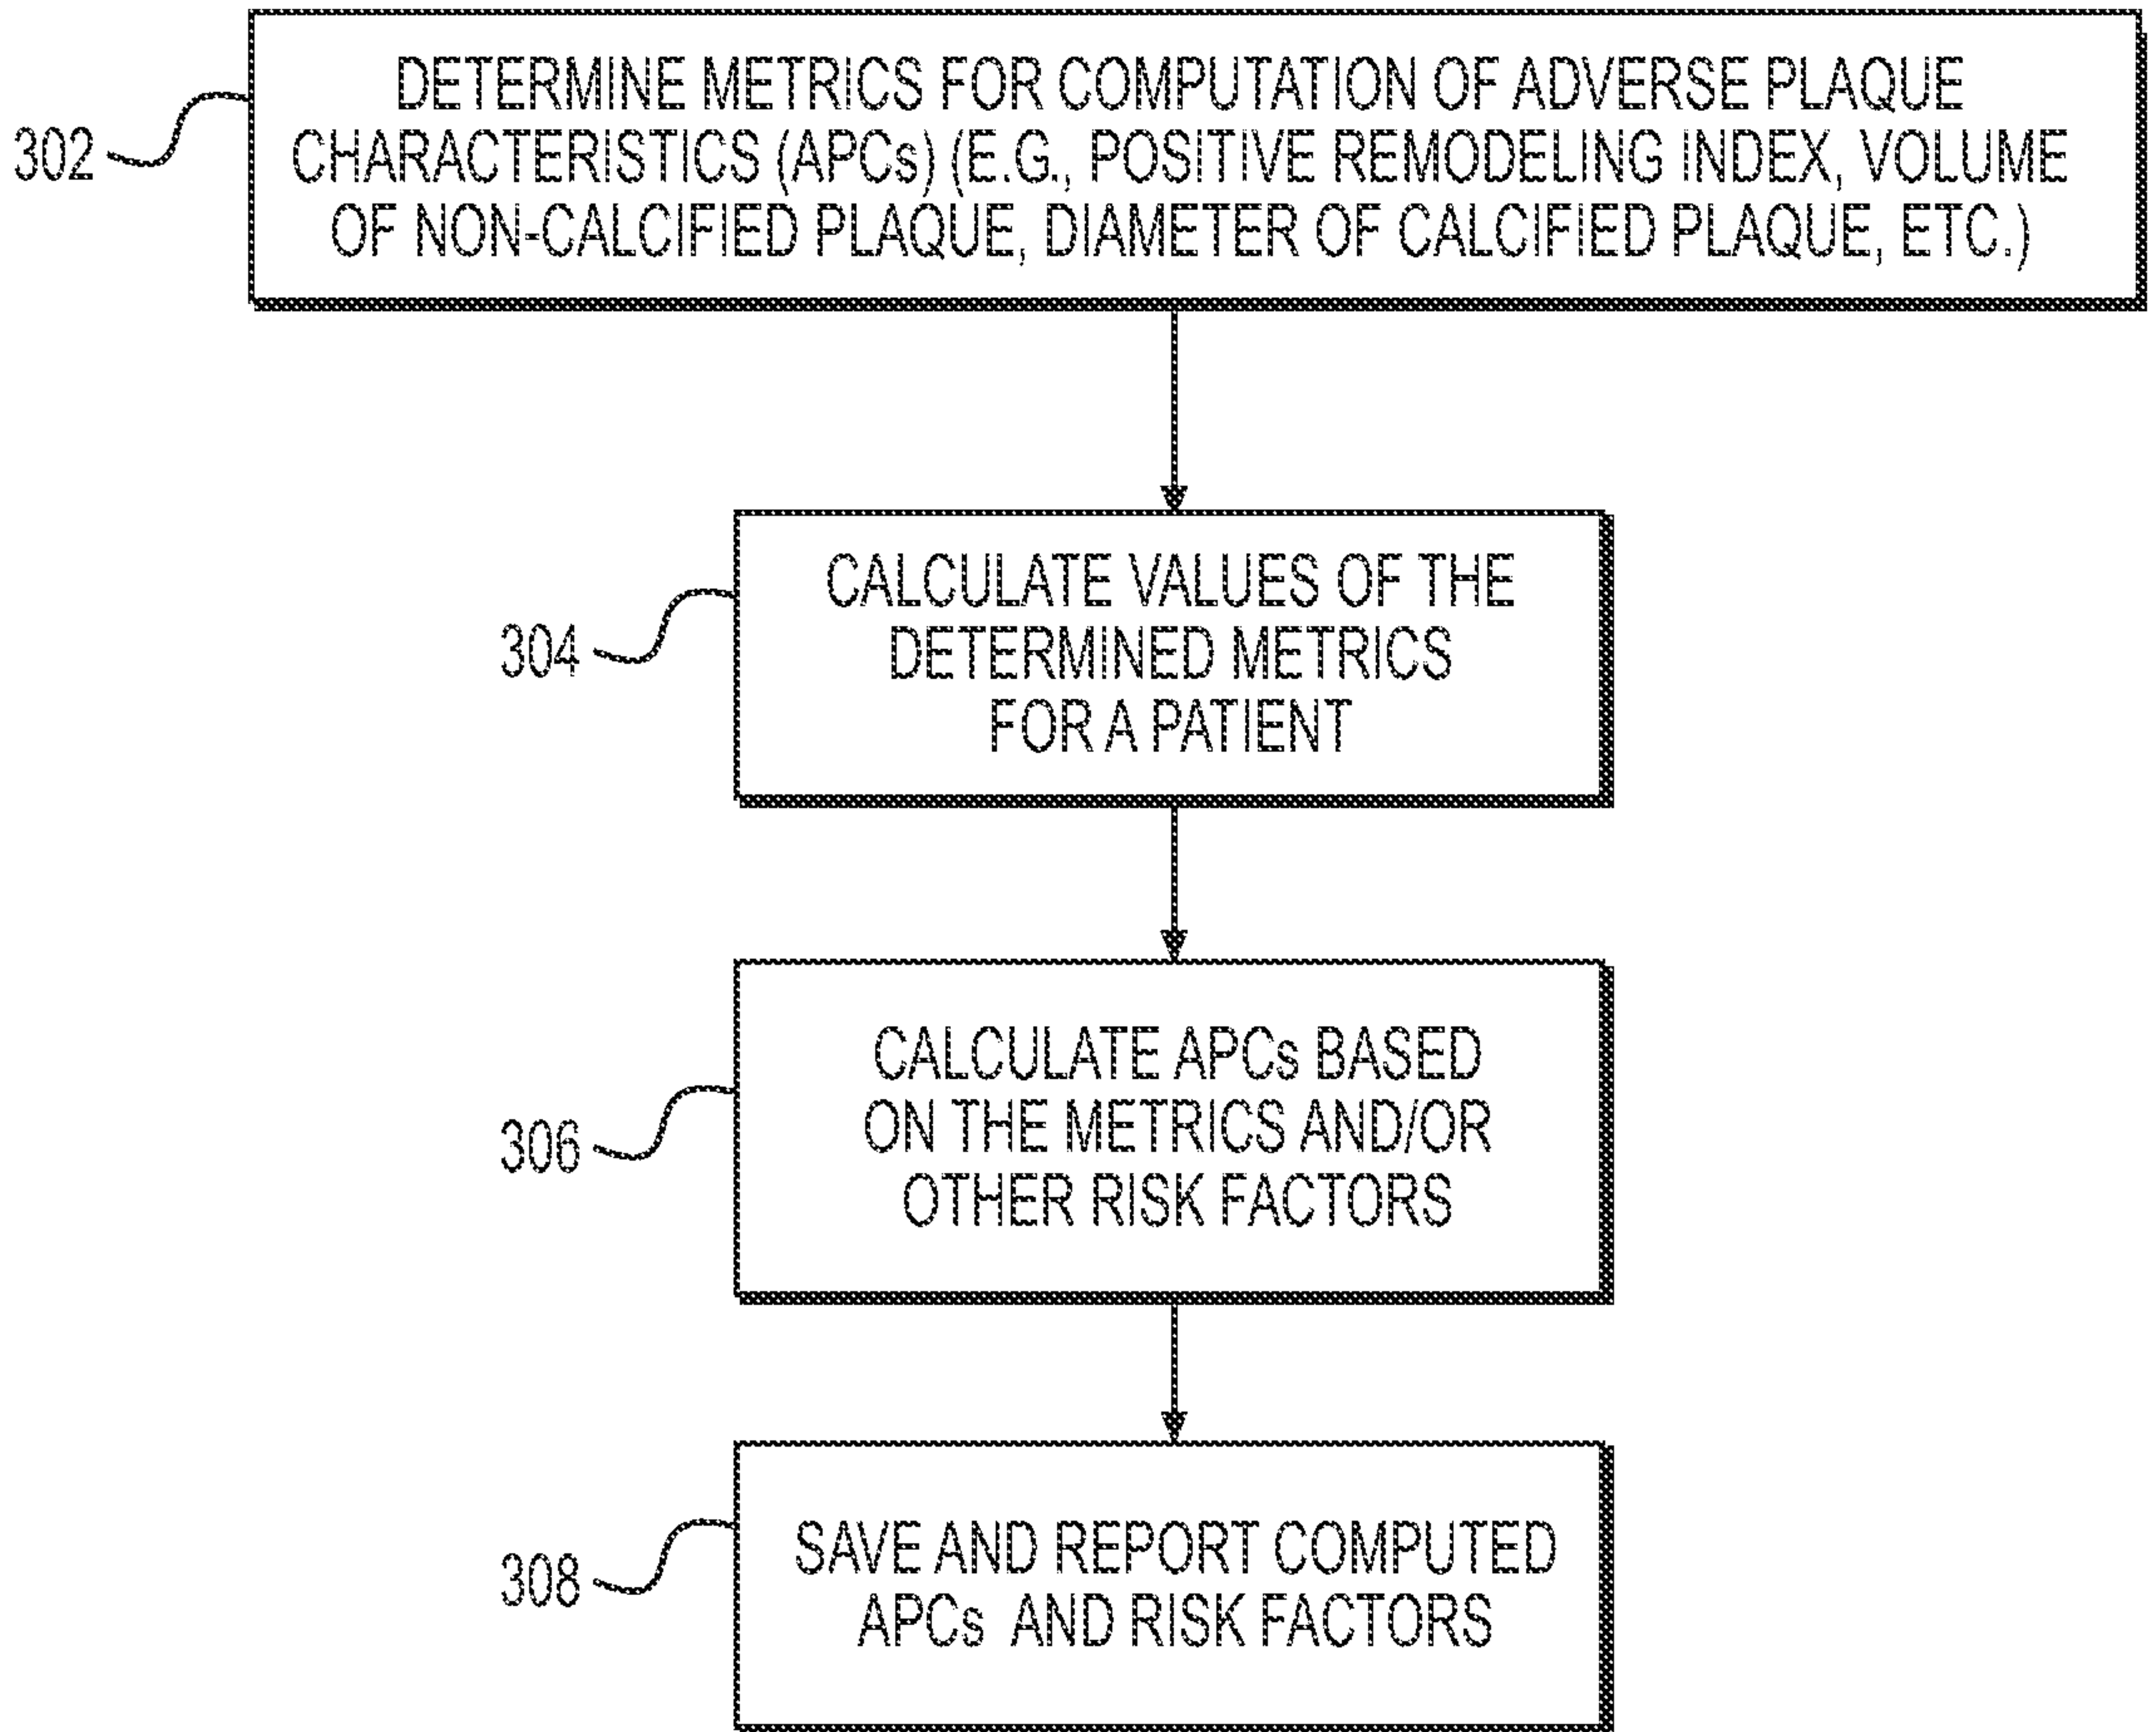 302
DETERMINE METRICS FOR COMPUTATION OF ADVERSE PLAQUE
CHARACTERISTICS (APCs) (E.G., POSITIVE REMODELING INDEX, VOLUME
OF NON-CALCIFIED PLAQUE, DIAMETER OF CALCIFIED PLAQUE, ETC.)
304
CALCULATE VALUES OF THE
DETERMINED METRICS
FOR A PATIENT
306
CALCULATE APCs BASED
ON THE METRICS AND/OR
OTHER RISK FACTORS
308
SAVE AND REPORT COMPUTED
APCs AND RISK FACTORS